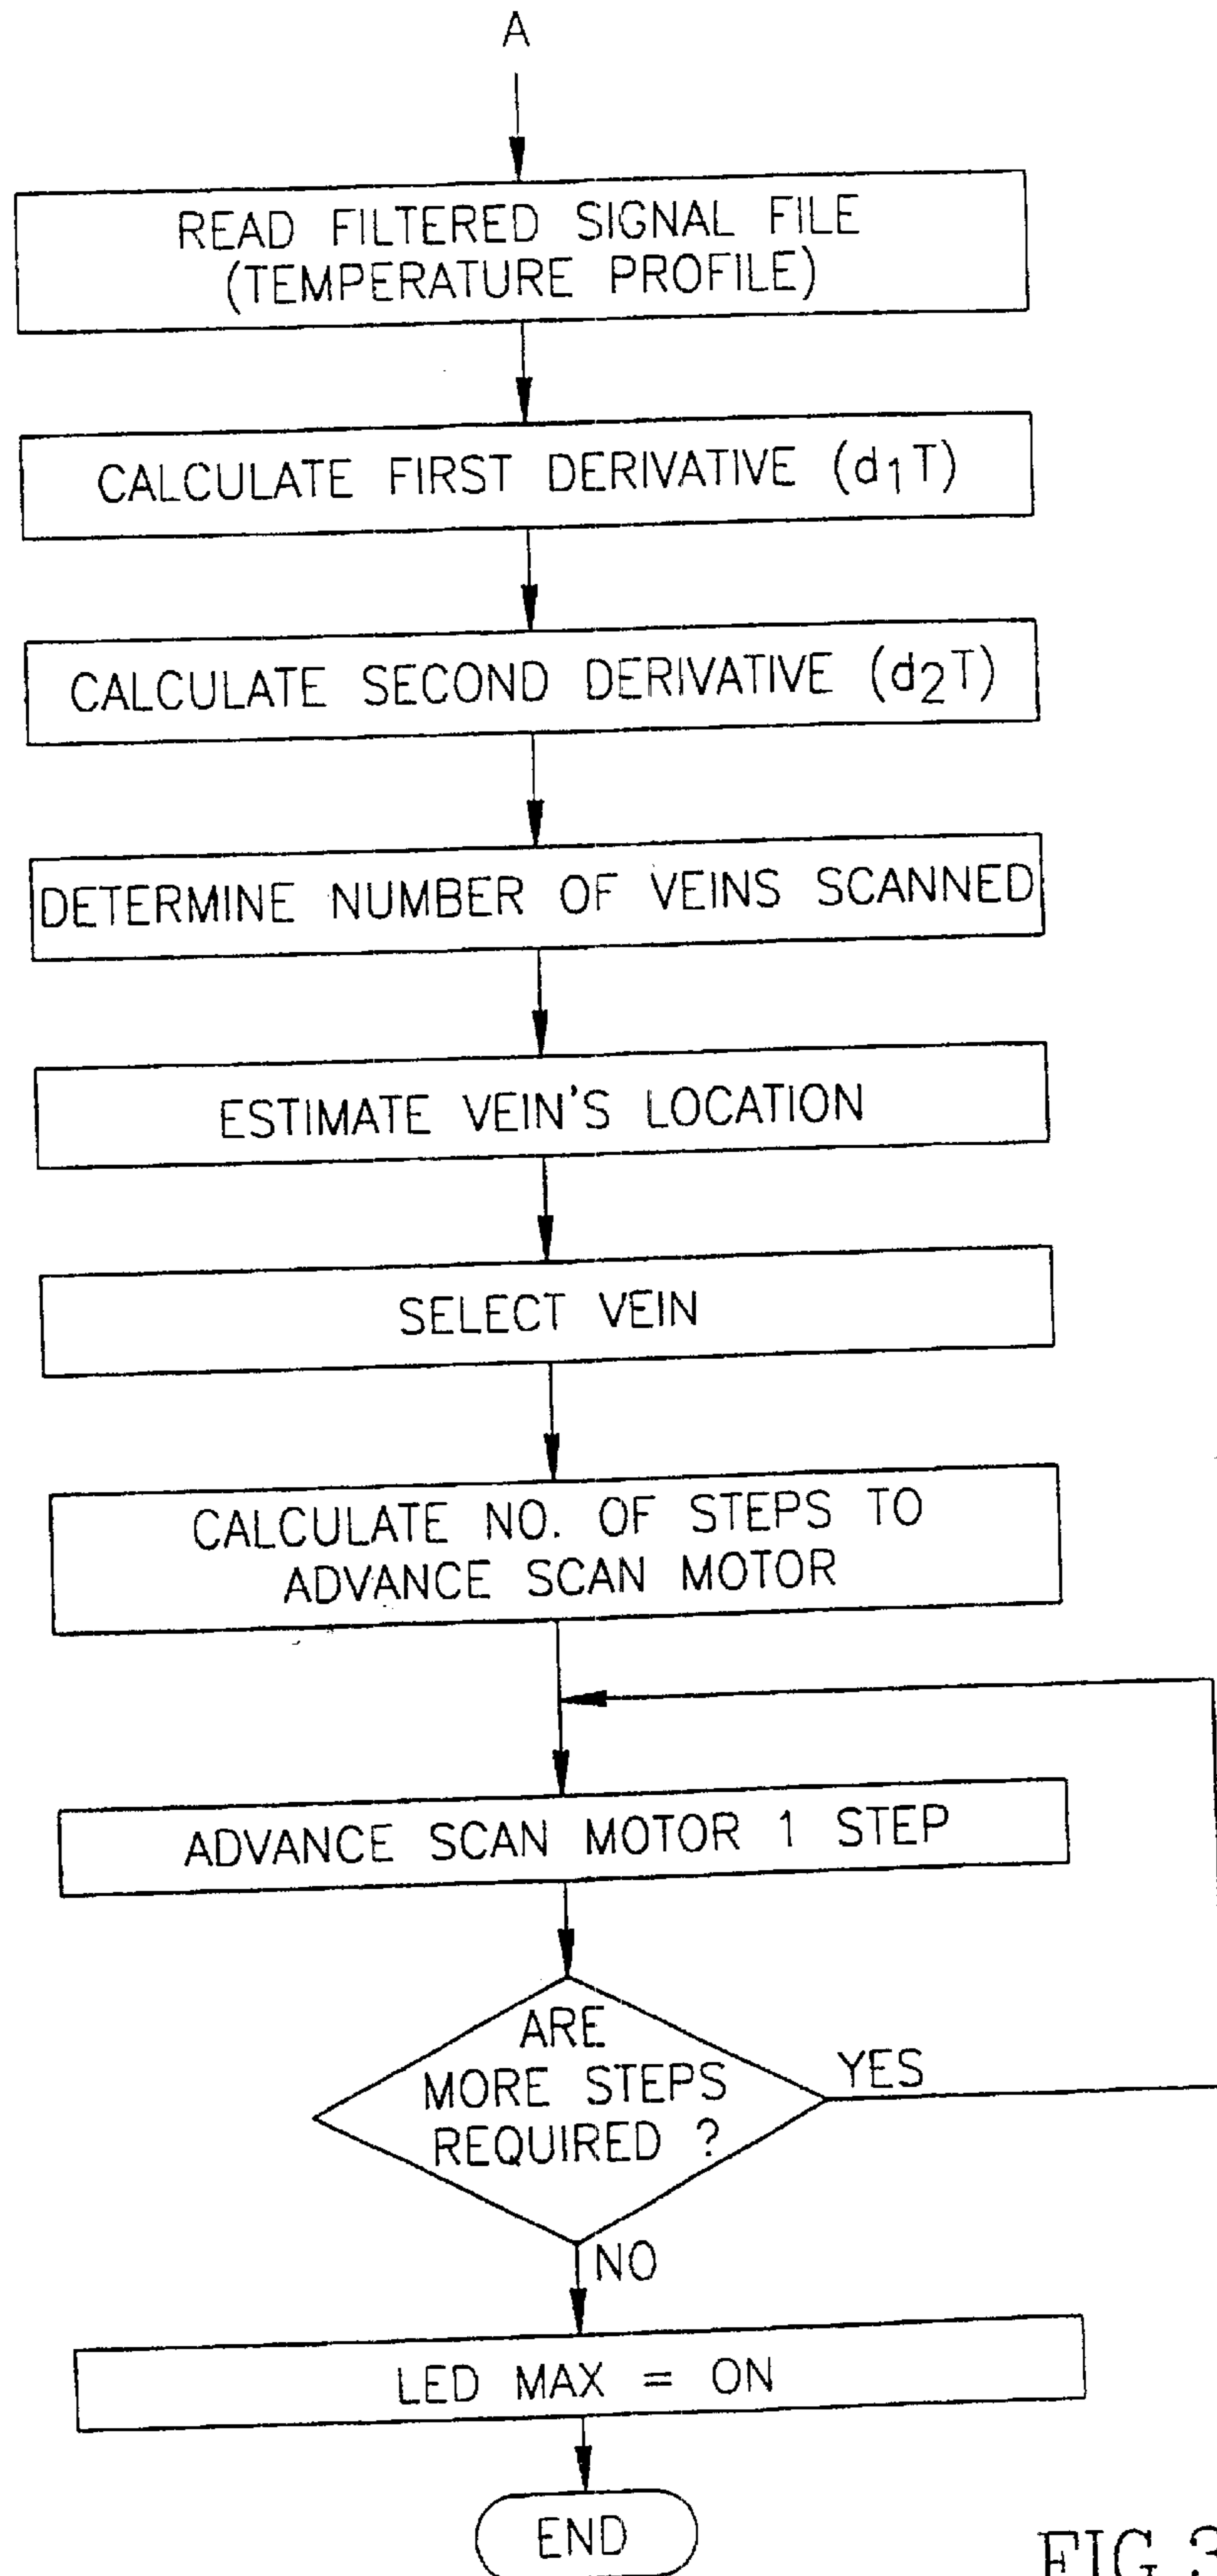 A
READ FILTERED SIGNAL FILE
(TEMPERATURE PROFILE)
CALCULATE FIRST DERIVATIVE (d1T)
CALCULATE SECOND DERIVATIVE (d2T)
DETERMINE NUMBER OF VEINS SCANNED
ESTIMATE VEIN'S LOCATION
SELECT VEIN
CALCULATE NO. OF STEPS TO
ADVANCE SCAN MOTOR
ADVANCE SCAN MOTOR 1 STEP
ARE
MORE STEPS
REQUIRED ?
YES
NO
LED MAX = ON
END
FIG.3